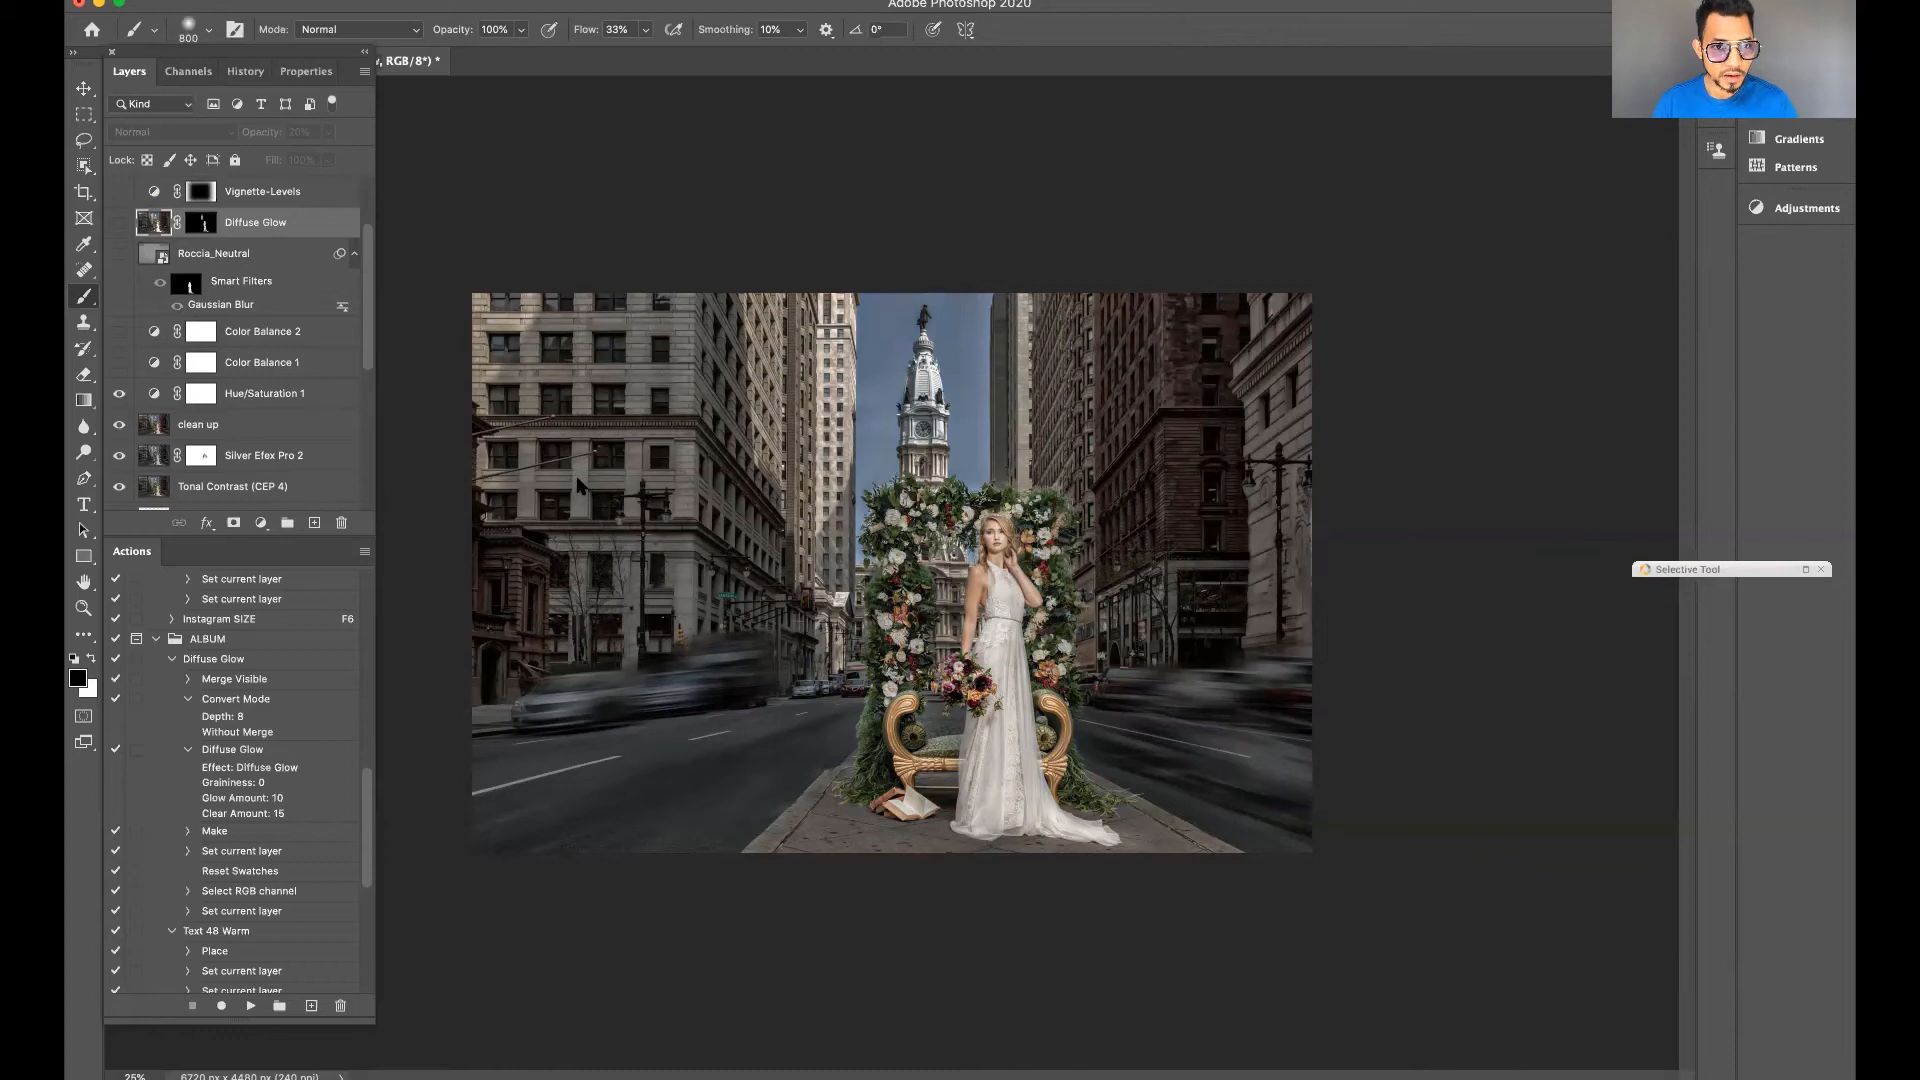 Adobe Photoshop 2020
800
Mode: Normal
Opacity: 100%
Flow: 33%
Smoothing: 10%
0°
, RGB/8*) *
Layers
Channels
History
Properties
Kind
Normal
Opacity: 20%
Lock:
Fill: 100%
Vignette-Levels
Diffuse Glow
Roccia_Neutral
Smart Filters
Gaussian Blur
Color Balance 2
Color Balance 1
Hue/Saturation 1
clean up
Silver Efex Pro 2
Tonal Contrast (CEP 4)
fx
Actions
Set current layer
Set current layer
Instagram SIZE F6
ALBUM
Diffuse Glow
Merge Visible
Convert Mode
Depth: 8
Without Merge
Diffuse Glow
Effect: Diffuse Glow
Graininess: 0
Glow Amount: 10
Clear Amount: 15
Make
Set current layer
Reset Swatches
Select RGB channel
Set current layer
Text 48 Warm
Place
Set current layer
Set current layer
25%
6720 px x 4480 px (240 ppi)
Gradients
Patterns
Adjustments
Selective Tool